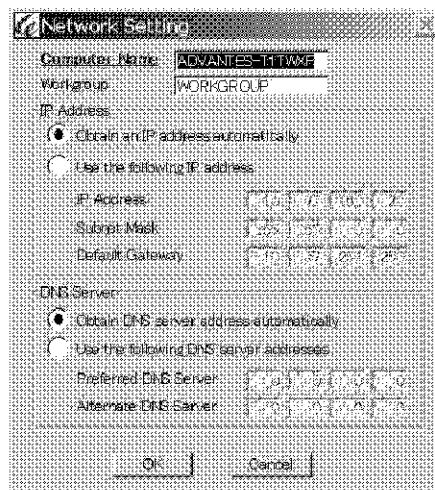 Network Setting
Computer Name
Workgroup WORKGROUP
IP Address
Obtain an IP address automatically
Use the following IP address
IP Address
Subnet Mask
Default Gateway
DNS Server
Obtain DNS server address automatically
Use the following DNS server addresses
Preferred DNS Server
Alternate DNS Server
OK Cancel